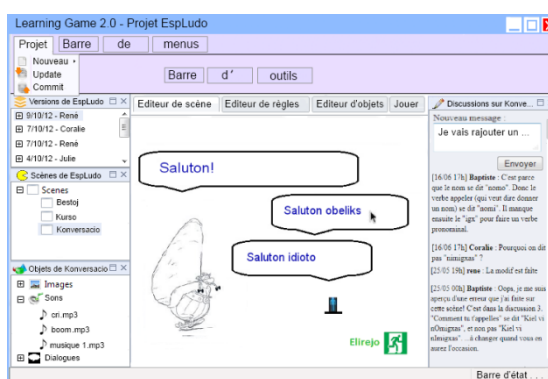 Learning Game 2.0 - Projet EspLudo
Projet Barre de menus
Nouveau
Update
Commit
Barre d' outils
Versions de EspLudo
9/10/12 - René
7/10/12 - Coralie
7/10/12 - René
4/10/12 - Julie
Scènes de EspLudo
Scenes
Bestoj
Kurso
Konversacio
Objets de Konversacio
Images
Sons
cri.mp3
boom.mp3
musique 1.mp3
Dialogues
Editeur de scène Editeur de règles Editeur d'objets Jouer
Saluton!
Saluton obeliks
Saluton idioto
Elirejo
Discussions sur Konve...
Nouveau message :
Je vais rajouter un ...
Envoyer
[16/06 17h] Baptiste : C'est parce
que le nom se dit "nomo". Donc le
verbe appeler (qui veut dire donner
un nom) se dit "nomi". Il manque
ensuite le "igx" pour faire un verbe
pronominal.
[16/06 17h] Coralie : Pourquoi on dit
pas "nimigxas" ?
[25/05 19h] rene : La modif est faite
[25/05 00h] Baptiste : Oops, je me suis
aperçu d'une erreur que j'ai faite sur
cette scène! C'est dans la discussion 3.
"Comment tu t'appelles" se dit "Kiel vi
nOmigxas", et non pas "Kiel vi
nImigxas". ...à changer quand vous en
aurez l'occasion.
Barre d'état . . .